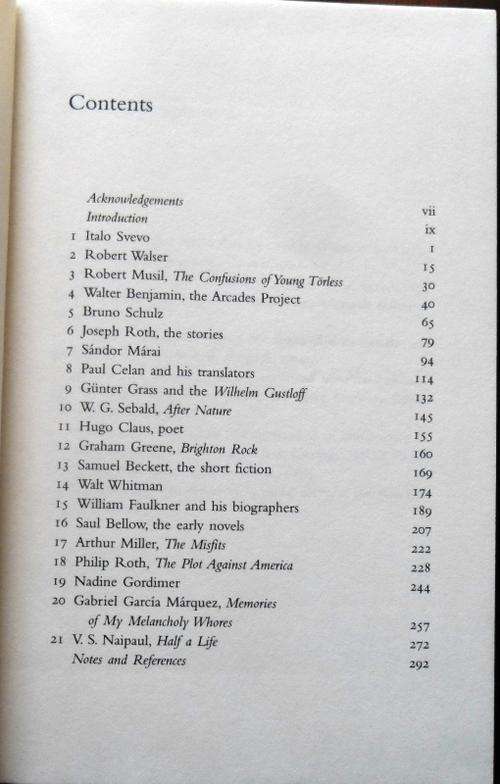 Contents
Acknowledgements vii
Introduction ix
1 Italo Svevo 1
2 Robert Walser 15
3 Robert Musil, The Confusions of Young Törless 30
4 Walter Benjamin, the Arcades Project 40
5 Bruno Schulz 65
6 Joseph Roth, the stories 79
7 Sándor Márai 94
8 Paul Celan and his translators 114
9 Günter Grass and the Wilhelm Gustloff 132
10 W. G. Sebald, After Nature 145
11 Hugo Claus, poet 155
12 Graham Greene, Brighton Rock 160
13 Samuel Beckett, the short fiction 169
14 Walt Whitman 174
15 William Faulkner and his biographers 189
16 Saul Bellow, the early novels 207
17 Arthur Miller, The Misfits 222
18 Philip Roth, The Plot Against America 228
19 Nadine Gordimer 244
20 Gabriel García Márquez, Memories
of My Melancholy Whores 257
21 V. S. Naipaul, Half a Life 272
Notes and References 292